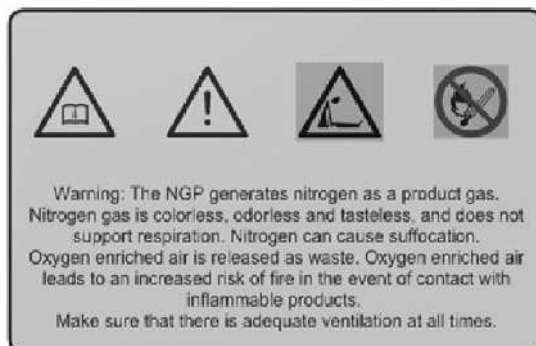 Warning: The NGP generates nitrogen as a product gas.
Nitrogen gas is colorless, odorless and tasteless, and does not
support respiration. Nitrogen can cause suffocation.
Oxygen enriched air is released as waste. Oxygen enriched air
leads to an increased risk of fire in the event of contact with
inflammable products.
Make sure that there is adequate ventilation at all times.